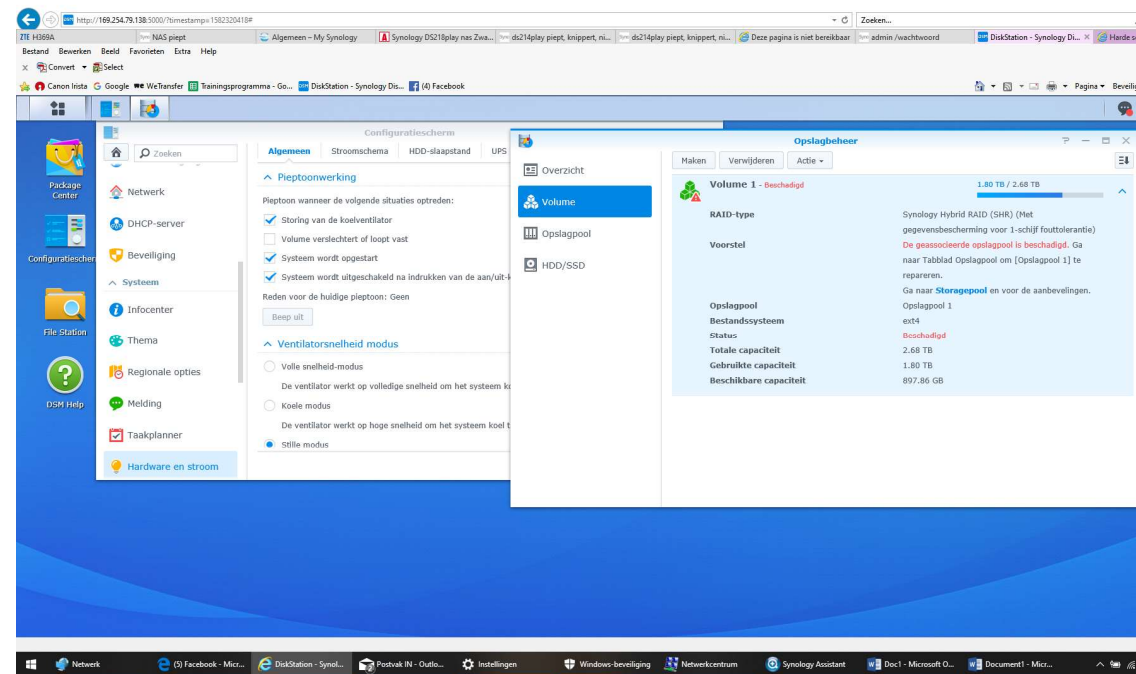 http://169.254.79.138:5000/?timestamp=1582320418#
Zoeken...
ZTE H369A
NAS piept
Algemeen – My Synology
Synology DS218play nas Zwa...
ds214play piept, knippert, ni...
ds214play piept, knippert, ni...
Deze pagina is niet bereikbaar
admin /wachtwoord
DiskStation - Synology Di...
Harde s
Bestand Bewerken Beeld Favorieten Extra Help
x Convert Select
Canon Irista Google WeTransfer Trainingsprogramma - Go... DiskStation - Synology Dis... (4) Facebook
Pagina Beveilig
Package Center
Configuratiescher
File Station
DSM Help
Configuratiescherm
Zoeken
Netwerk
DHCP-server
Beveiliging
Systeem
Infocenter
Thema
Regionale opties
Melding
Taakplanner
Hardware en stroom
Algemeen Stroomschema HDD-slaapstand UPS
Pieptoonwerking
Pieptoon wanneer de volgende situaties optreden:
Storing van de koelventilator
Volume verslechtert of loopt vast
Systeem wordt opgestart
Systeem wordt uitgeschakeld na indrukken van de aan/uit-k
Reden voor de huidige pieptoon: Geen
Beep uit
Ventilatorsnelheid modus
Volle snelheid-modus
De ventilator werkt op volledige snelheid om het systeem ko
Koele modus
De ventilator werkt op hoge snelheid om het systeem koel t
Stille modus
Opslagbeheer
Overzicht
Volume
Opslagpool
HDD/SSD
Maken Verwijderen Actie
Volume 1 - Beschadigd
1.80 TB / 2.68 TB
RAID-type Synology Hybrid RAID (SHR) (Met
gegevensbescherming voor 1-schijf fouttolerantie)
Voorstel De geassocieerde opslagpool is beschadigd. Ga
naar Tabblad Opslagpool om [Opslagpool 1] te
repareren.
Ga naar Storagepool en voor de aanbevelingen.
Opslagpool Opslagpool 1
Bestandssysteem ext4
Status Beschadigd
Totale capaciteit 2.68 TB
Gebruikte capaciteit 1.80 TB
Beschikbare capaciteit 897.86 GB
Netwerk
(5) Facebook - Micr...
DiskStation - Synol...
Postvak IN - Outlo...
Instellingen
Windows-beveiliging
Netwerkcentrum
Synology Assistant
Doc1 - Microsoft O...
Document1 - Micr...